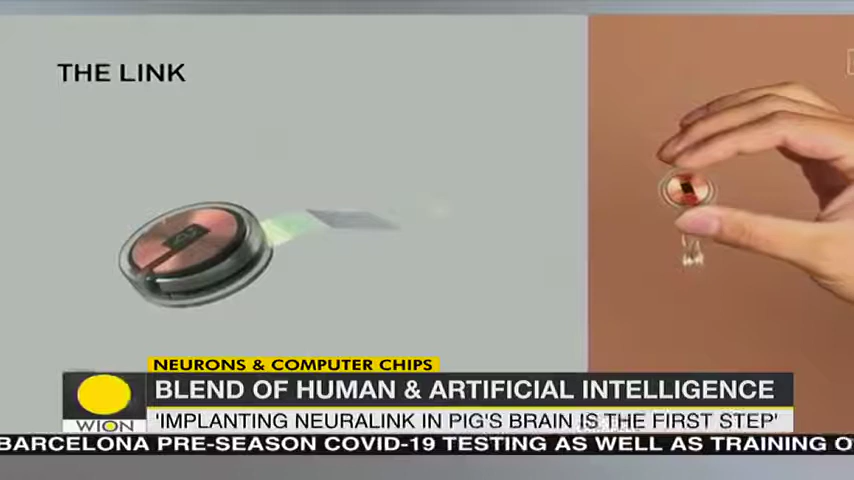 THE LINK
NEURONS & COMPUTER CHIPS
BLEND OF HUMAN & ARTIFICIAL INTELLIGENCE
WION
'IMPLANTING NEURALINK IN PIG'S BRAIN IS THE FIRST STEP'
BARCELONA PRE-SEASON COVID-19 TESTING AS WELL AS TRAINING O